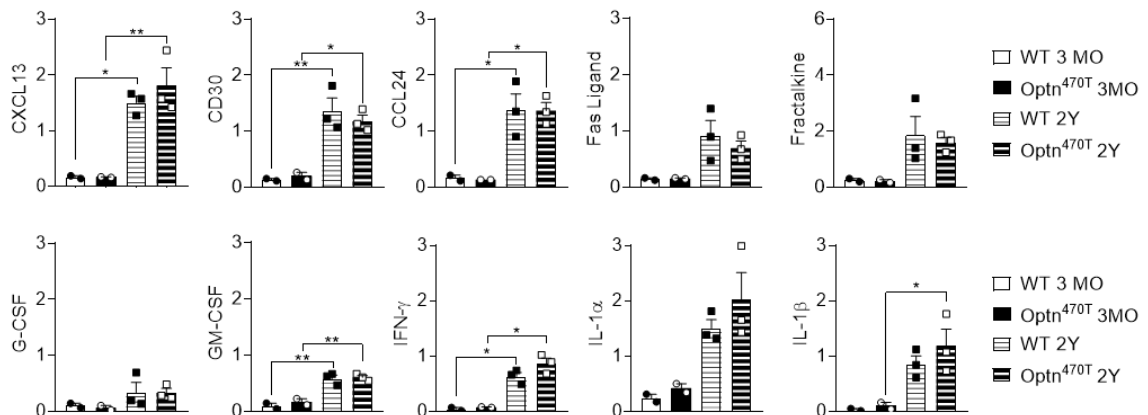 CXCL13
3
2
1
0
*
**
CD30
3
2
1
0
**
*
CCL24
3
2
1
0
*
*
Fas Ligand
3
2
1
0
Fractalkine
6
4
2
0
WT 3 MO
Optn470T 3MO
WT 2Y
Optn470T 2Y
G-CSF
3
2
1
0
GM-CSF
3
2
1
0
**
**
IFN-γ
3
2
1
0
*
*
IL-1α
3
2
1
0
IL-1β
3
2
1
0
*
WT 3 MO
Optn470T 3MO
WT 2Y
Optn470T 2Y